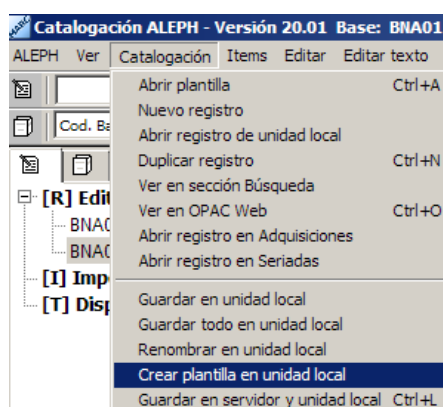 Catalogación ALEPH - Versión 20.01 Base: BNA01
ALEPH Ver Catalogación Items Editar Editar texto
Abrir plantilla Ctrl+A
Nuevo registro
Abrir registro de unidad local
Duplicar registro Ctrl+N
Ver en sección Búsqueda
Ver en OPAC Web Ctrl+O
Abrir registro en Adquisiciones
Abrir registro en Seriadas
Guardar en unidad local
Guardar todo en unidad local
Renombrar en unidad local
Crear plantilla en unidad local
Guardar en servidor y unidad local Ctrl+L
Cod. Ba
[R] Edit
BNA0
BNA0
[I] Imp
[T] Disp